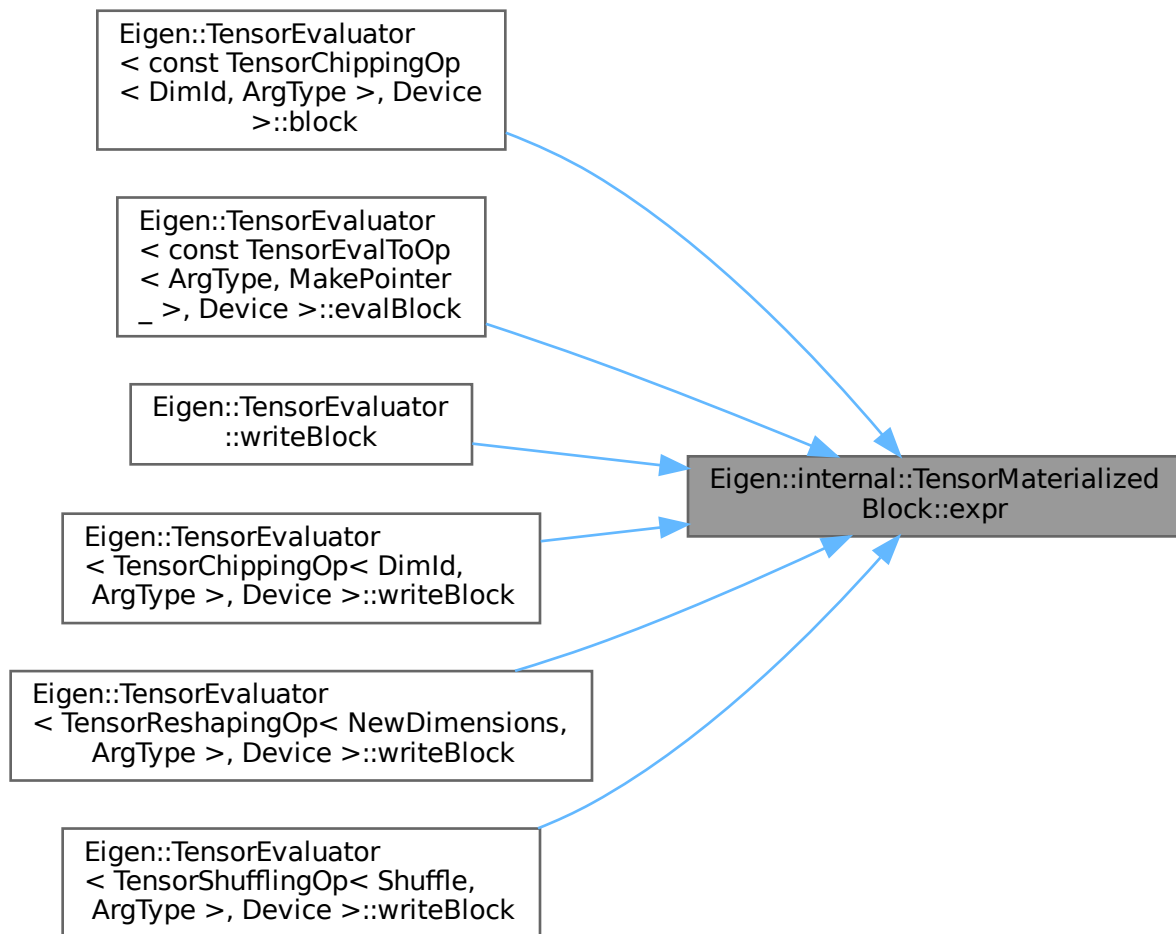 Eigen::TensorEvaluator
< const TensorChippingOp
< DimId, ArgType >, Device
>::block
Eigen::TensorEvaluator
< const TensorEvalToOp
< ArgType, MakePointer
_ >, Device >::evalBlock
Eigen::TensorEvaluator
::writeBlock
Eigen::internal::TensorMaterialized
Block::expr
Eigen::TensorEvaluator
< TensorChippingOp< DimId,
ArgType >, Device >::writeBlock
Eigen::TensorEvaluator
< TensorReshapingOp< NewDimensions,
ArgType >, Device >::writeBlock
Eigen::TensorEvaluator
< TensorShufflingOp< Shuffle,
ArgType >, Device >::writeBlock